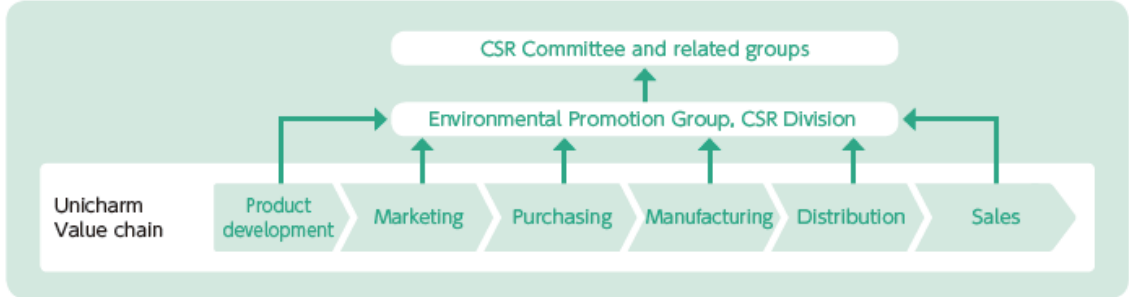 CSR Committee and related groups
Environmental Promotion Group, CSR Division
Unicharm
Value chain
Product
development
Marketing
Purchasing
Manufacturing
Distribution
Sales